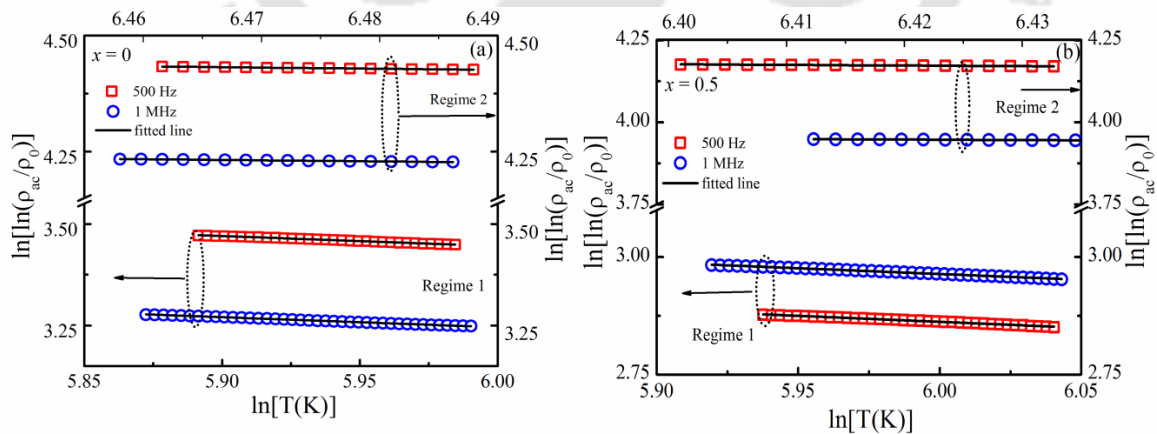 6.46 6.47 6.48 6.49
4.50 4.50
x = 0 (a)
500 Hz
1 MHz
fitted line
Regime 2
4.25 4.25
3.50 3.50
Regime 1
3.25 3.25
ln[ln(ρac/ρ0)]
ln[ln(ρac/ρ0)]
5.85 5.90 5.95 6.00
ln[T(K)]
6.40 6.41 6.42 6.43
4.25 4.25
(b)
x = 0.5
Regime 2
4.00 4.00
500 Hz
1 MHz
fitted line
3.75 3.75
3.00 3.00
Regime 1
2.75 2.75
ln[ln(ρac/ρ0)]
ln[ln(ρac/ρ0)]
5.90 5.95 6.00 6.05
ln[T(K)]